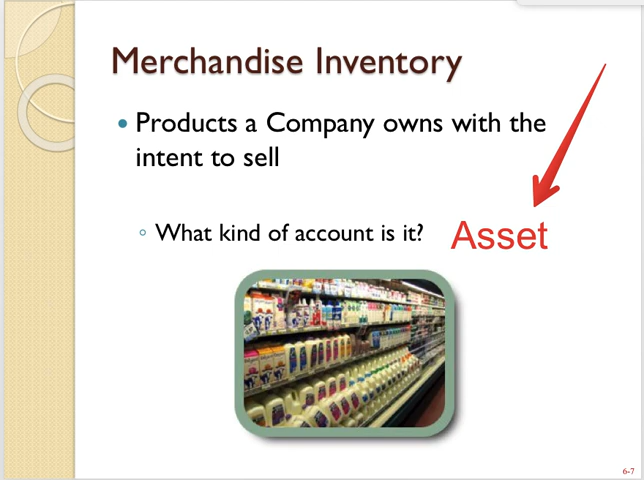 Merchandise Inventory
• Products a Company owns with the
intent to sell
◦ What kind of account is it? Asset
6-7